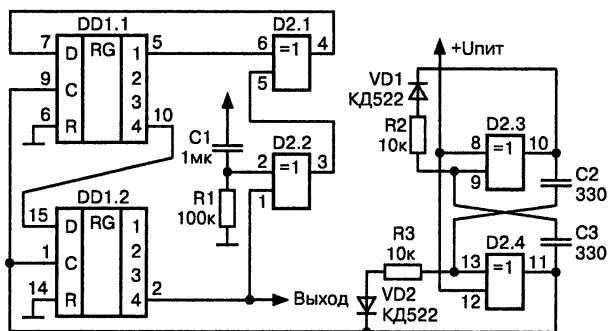 DD1.1
7
D
RG
1
5
9
C
2
3
6
R
4
10
D2.1
6
=1
4
5
C1
1мк
D2.2
2
=1
3
1
R1
100к
DD1.2
15
D
RG
1
1
C
2
3
14
R
4
2
Выход
+Uпит
VD1
КД522
R2
10к
D2.3
8
=1
10
9
C2
330
C3
330
R3
10к
D2.4
13
=1
11
12
VD2
КД522